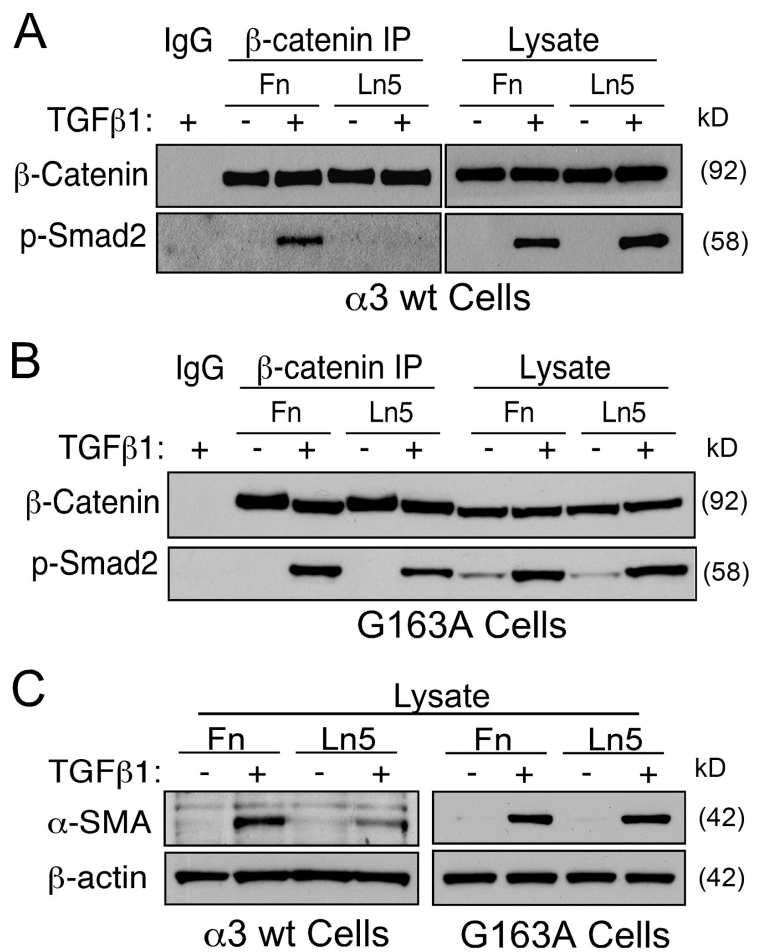 A
IgG β-catenin IP Lysate
Fn Ln5 Fn Ln5
TGFβ1: + - + - + - + - + kD
β-Catenin (92)
p-Smad2 (58)
α3 wt Cells
B
IgG β-catenin IP Lysate
Fn Ln5 Fn Ln5
TGFβ1: + - + - + - + - + kD
β-Catenin (92)
p-Smad2 (58)
G163A Cells
C
Lysate
Fn Ln5 Fn Ln5
TGFβ1: - + - + - + - + kD
α-SMA (42)
β-actin (42)
α3 wt Cells G163A Cells